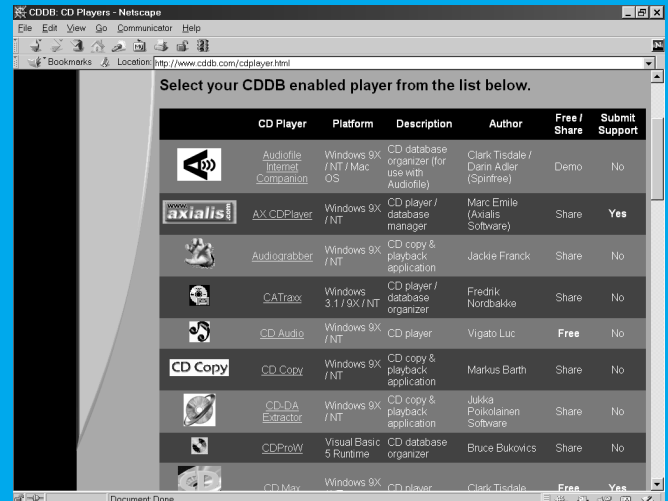 CDDB: CD Players - Netscape
File Edit View Go Communicator Help
Bookmarks Location: http://www.cddb.com/cdplayer.html
Select your CDDB enabled player from the list below.
CD Player Platform Description Author Free / Share Submit Support
Audiofile Internet Companion Windows 9X / NT / Mac OS CD database organizer (for use with Audiofile) Clark Tisdale / Darin Adler (Spinfree) Demo No
www. axialis .com AX CDPlayer Windows 9X / NT CD player / database manager Marc Emile (Axialis Software) Share Yes
Audiograbber Windows 9X / NT CD copy & playback application Jackie Franck Share No
CATraxx Windows 3.1 / 9X / NT CD player / database organizer Fredrik Nordbakke Share No
CD Audio Windows 9X / NT CD player Vigato Luc Free No
CD Copy CD Copy Windows 9X / NT CD copy & playback application Markus Barth Share No
CD-DA Extractor Windows 9X / NT CD copy & playback application Jukka Poikolainen Software Share No
CDProW Visual Basic 5 Runtime CD database organizer Bruce Bukovics Share No
CD Max Windows 9X CD player Clark Tisdale Free Yes
Document Done